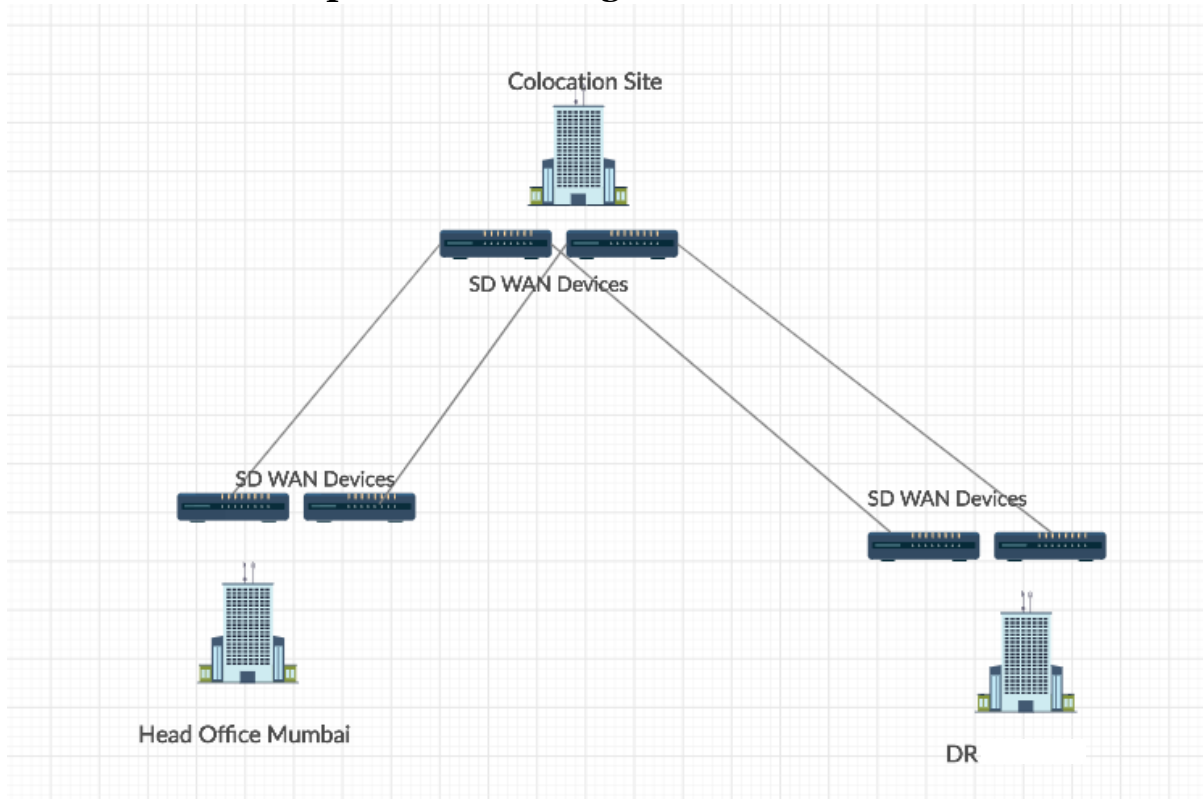 Colocation Site
SD WAN Devices
SD WAN Devices
SD WAN Devices
Head Office Mumbai
DR